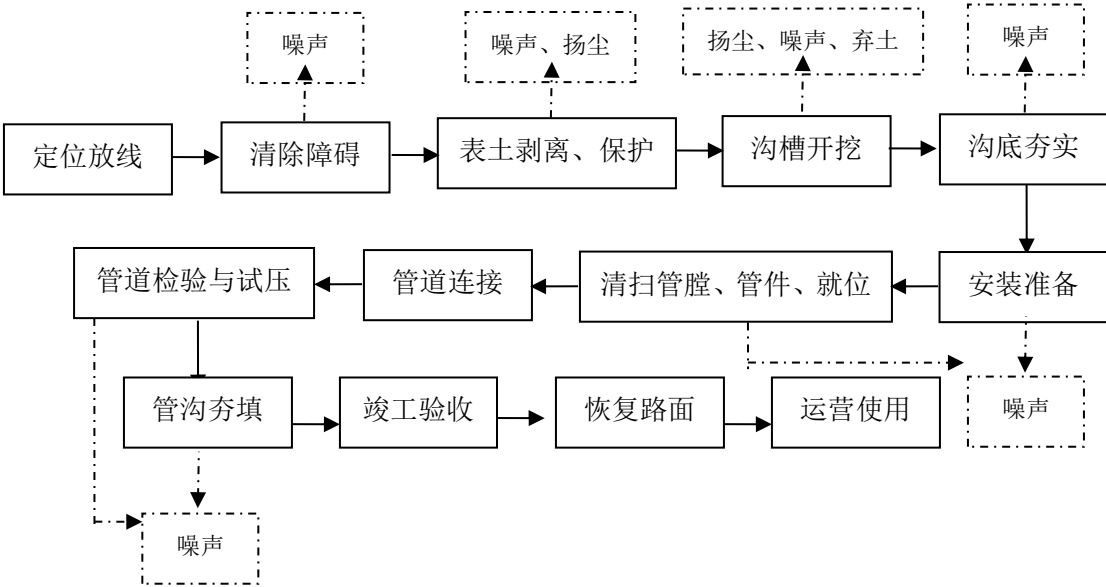 噪声
噪声、扬尘
扬尘、噪声、弃土
噪声
定位放线
清除障碍
表土剥离、保护
沟槽开挖
沟底夯实
管道检验与试压
管道连接
清扫管膛、管件、就位
安装准备
管沟夯填
竣工验收
恢复路面
运营使用
噪声
噪声